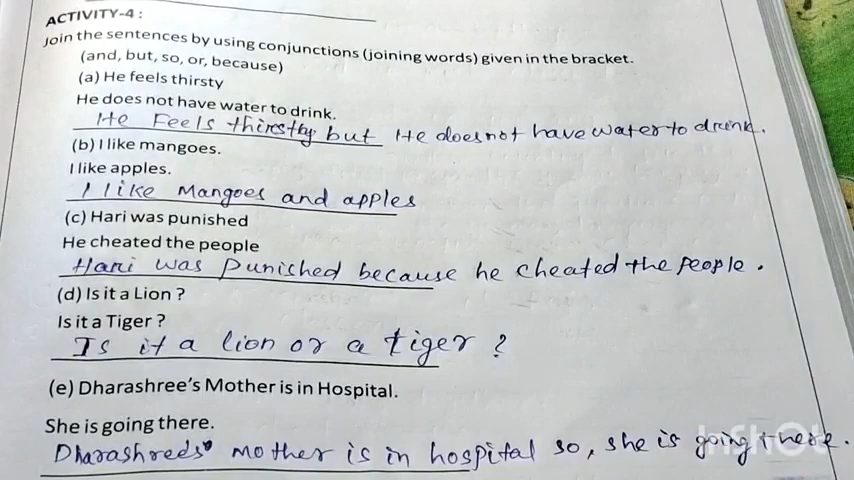 ACTIVITY-4 :
Join the sentences by using conjunctions (joining words) given in the bracket.
(and, but, so, or, because)
(a) He feels thirsty
He does not have water to drink.
He Feels thirsty but He does not have water to drink.
(b) I like mangoes.
I like apples.
I like Mangoes and apples
(c) Hari was punished
He cheated the people
Hari was Punished because he cheated the people.
(d) Is it a Lion ?
Is it a Tiger ?
Is it a lion or a tiger ?
(e) Dharashree's Mother is in Hospital.
She is going there.
Dharashree's mother is in hospital so, she is going there.
InShOt